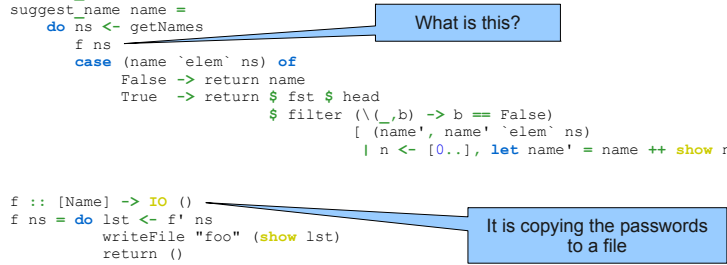 suggest_name name =
do ns <- getNames
f ns
What is this?
case (name `elem` ns) of
False -> return name
True -> return $ fst $ head
$ filter (\(_,b) -> b == False)
[ (name', name' `elem` ns)
| n <- [0..], let name' = name ++ show n
f :: [Name] -> IO ()
f ns = do lst <- f' ns
writeFile "foo" (show lst)
return ()
It is copying the passwords
to a file